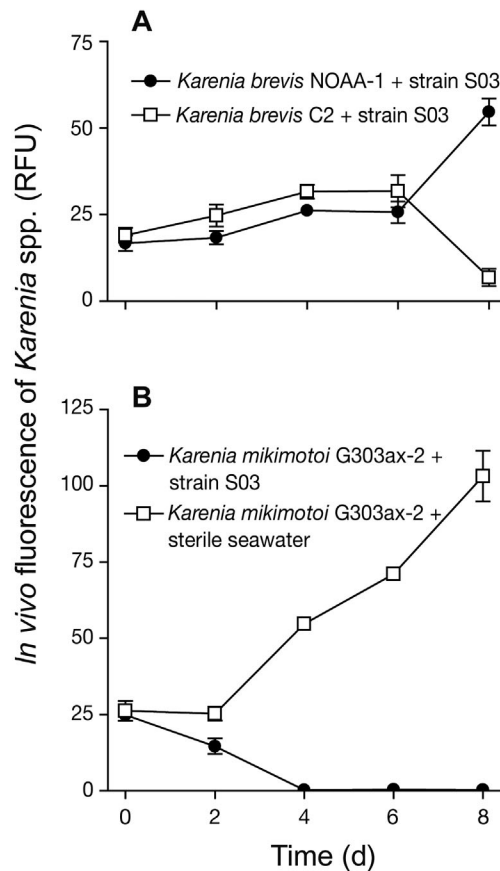 A
75
Karenia brevis NOAA-1 + strain S03
Karenia brevis C2 + strain S03
50
25
0
In vivo fluorescence of Karenia spp. (RFU)
B
125
Karenia mikimotoi G303ax-2 +
strain S03
100
Karenia mikimotoi G303ax-2 +
sterile seawater
75
50
25
0
0 2 4 6 8
Time (d)